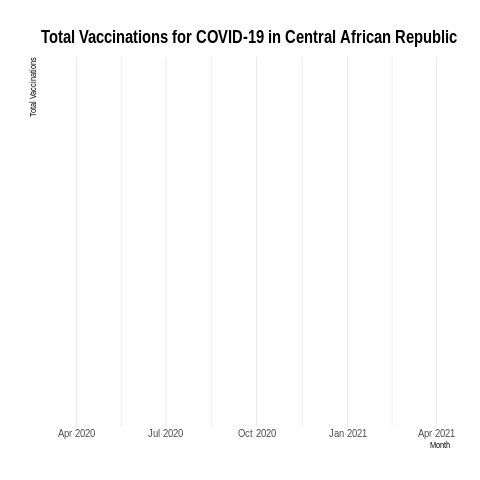 Total Vaccinations for COVID-19 in Central African Republic
Total Vaccinations
Apr 2020
Jul 2020
Oct 2020
Jan 2021
Apr 2021
Month